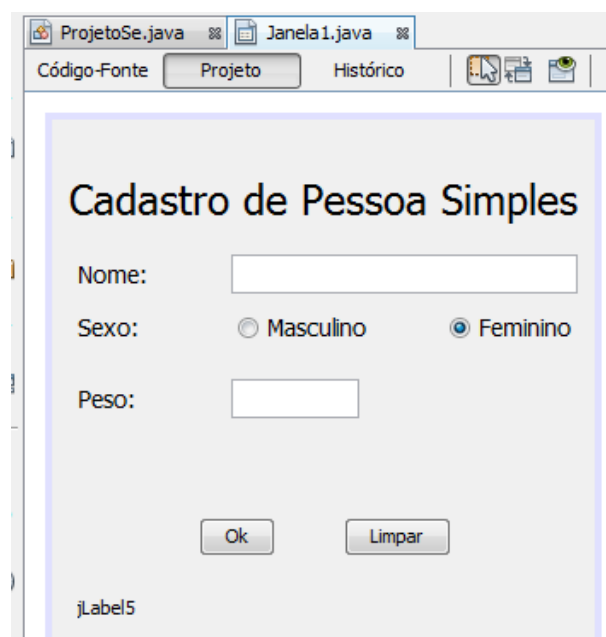 ProjetoSe.java Janela1.java
Código-Fonte Projeto Histórico
Cadastro de Pessoa Simples
Nome:
Sexo: Masculino Feminino
Peso:
Ok Limpar
jLabel5